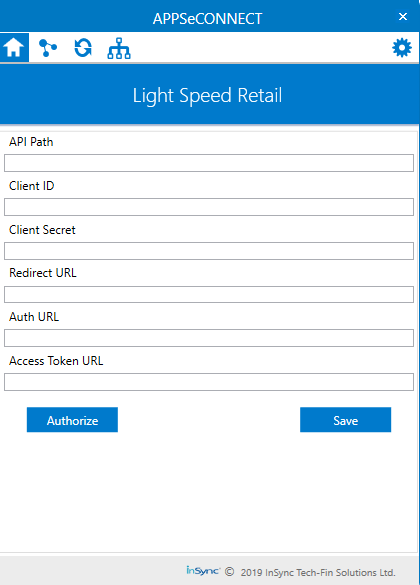 APPSeCONNECT
Light Speed Retail
API Path
Client ID
Client Secret
Redirect URL
Auth URL
Access Token URL
Authorize Save
inSync © 2019 InSync Tech-Fin Solutions Ltd.